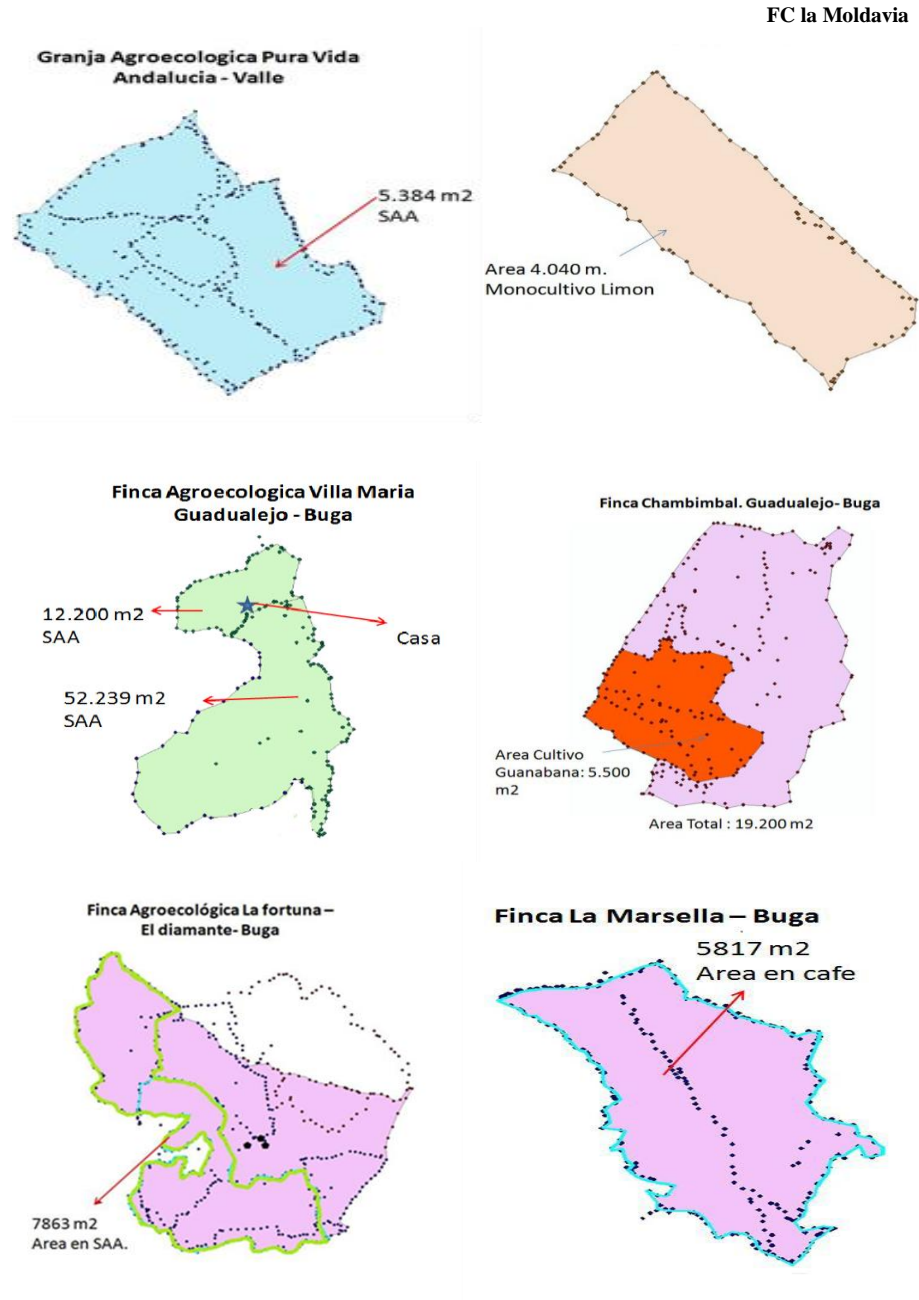 FC la Moldavia
Granja Agroecologica Pura Vida
Andalucia - Valle
5.384 m2
SAA
Area 4.040 m.
Monocultivo Limon
Finca Agroecologica Villa Maria
Guadualejo - Buga
12.200 m2
SAA
Casa
52.239 m2
SAA
Finca Chambimbal. Guadualejo- Buga
Area Cultivo
Guanabana: 5.500
m2
Area Total : 19.200 m2
Finca Agroecológica La fortuna –
El diamante- Buga
7863 m2
Area en SAA.
Finca La Marsella – Buga
5817 m2
Area en cafe